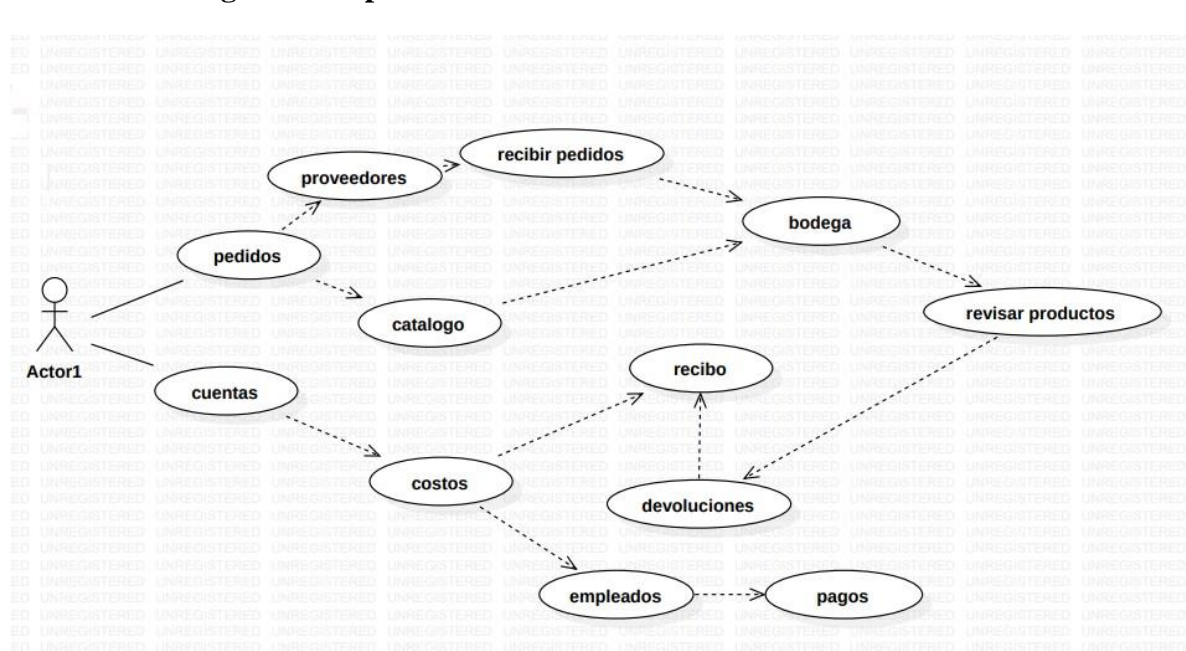 recibir pedidos
proveedores
bodega
pedidos
revisar productos
catalogo
Actor1
recibo
cuentas
costos
devoluciones
empleados
pagos